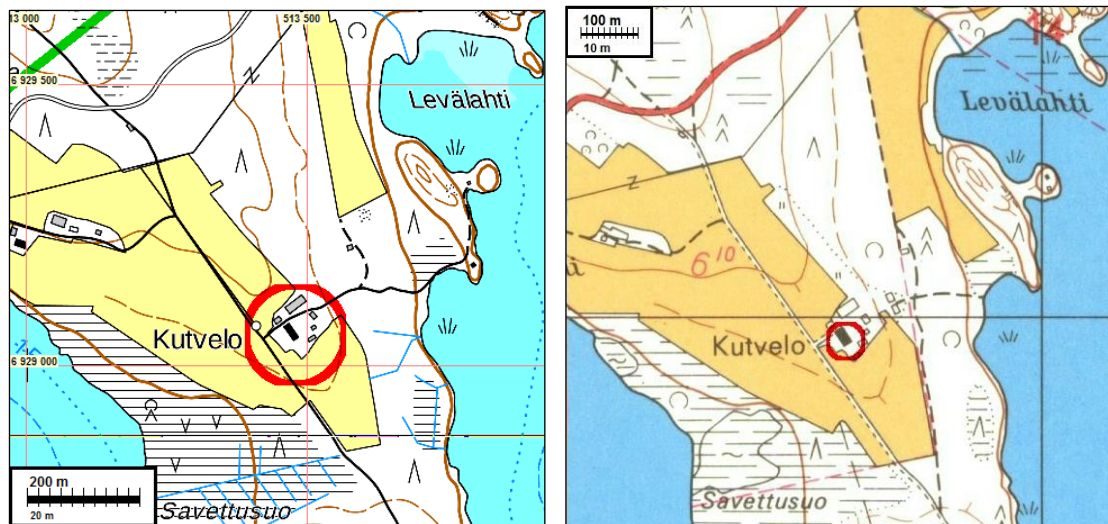 13 000
513 500
6 929 500
Levälahti
Kutvelo
6 929 000
200 m
20 m
Savettusuo
100 m
10 m
Levälahti
6¹⁰
Kutvelo
Savettusuo